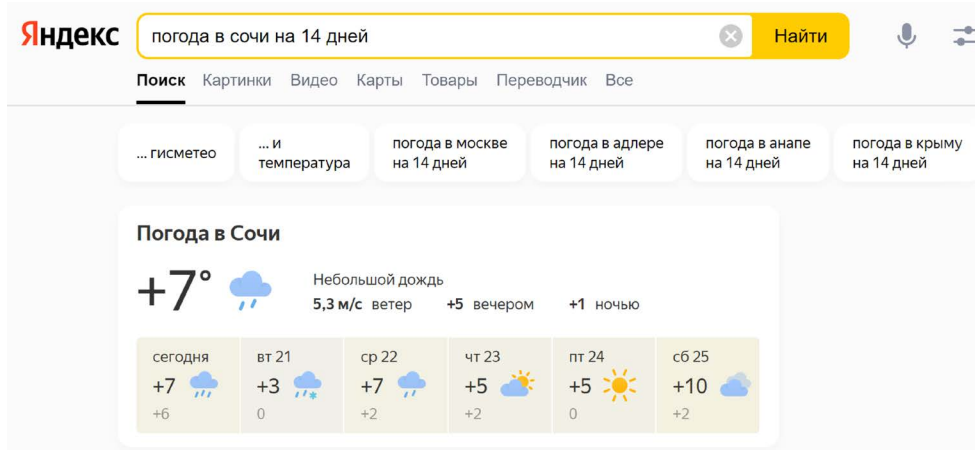 Яндекс
погода в сочи на 14 дней
Найти
Поиск Картинки Видео Карты Товары Переводчик Все
... гисметео
... и
температура
погода в москве
на 14 дней
погода в адлере
на 14 дней
погода в анапе
на 14 дней
погода в крыму
на 14 дней
Погода в Сочи
+7°
Небольшой дождь
5,3 м/с ветер +5 вечером +1 ночью
сегодня вт 21 ср 22 чт 23 пт 24 сб 25
+7 +3 +7 +5 +5 +10
+6 0 +2 +2 0 +2